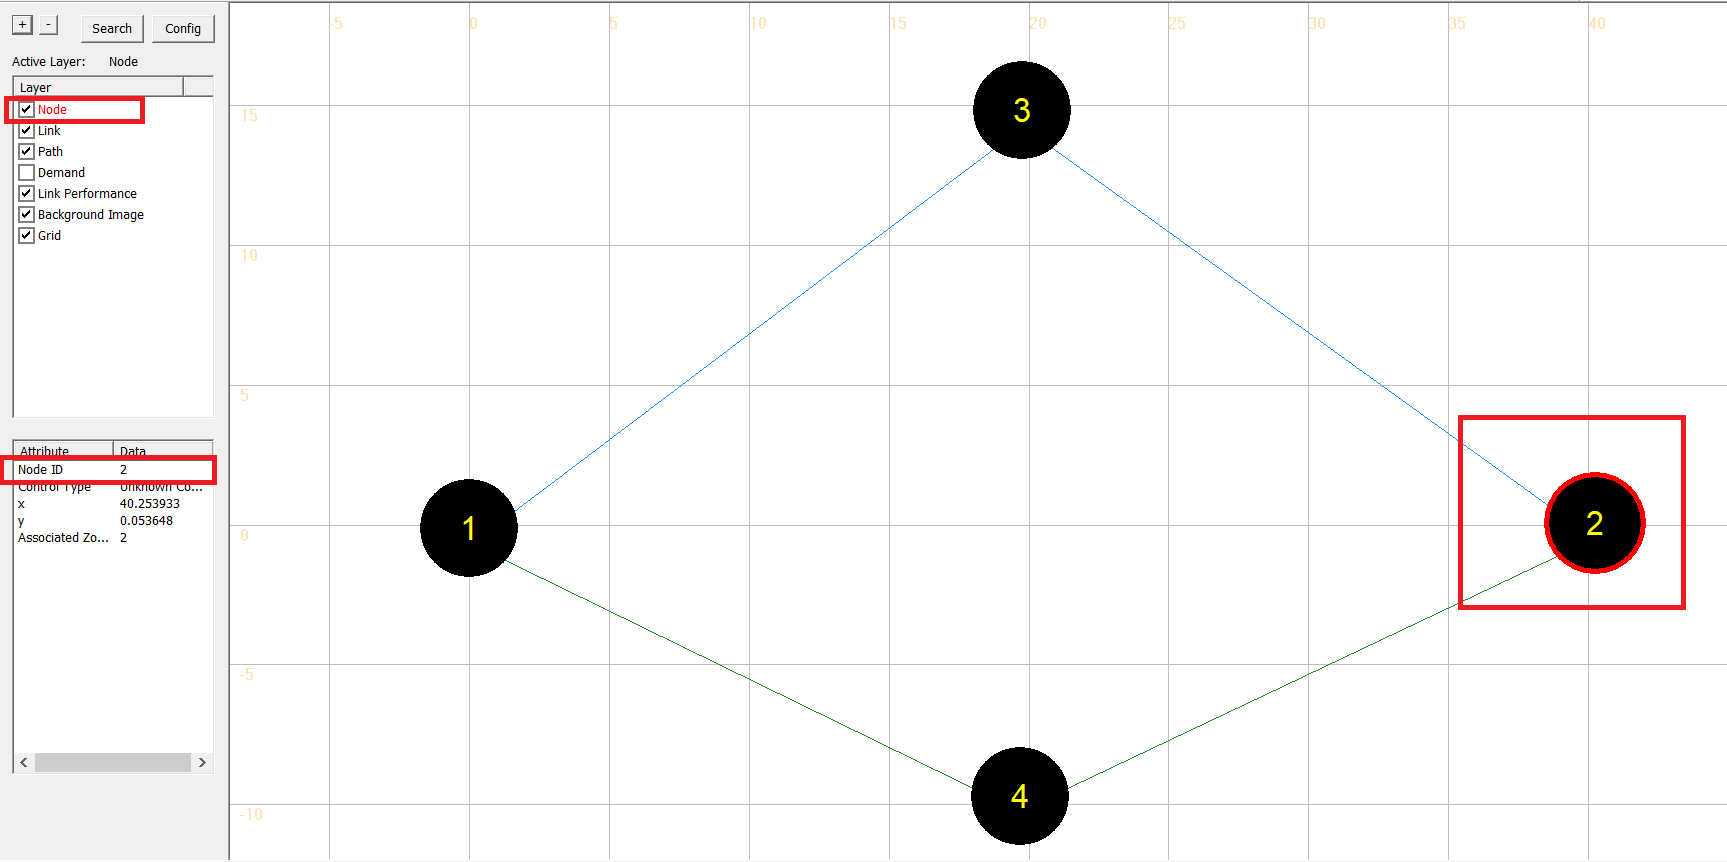 + - Search Config
Active Layer: Node
Layer
Node
Link
Path
Demand
Link Performance
Background Image
Grid
Attribute Data
Node ID 2
Control Type Unknown Co...
x 40.253933
y 0.053648
Associated Zo... 2
-5 0 5 10 15 20 25 30 35 40
15
10
5
0
-5
-10
3
1
2
4